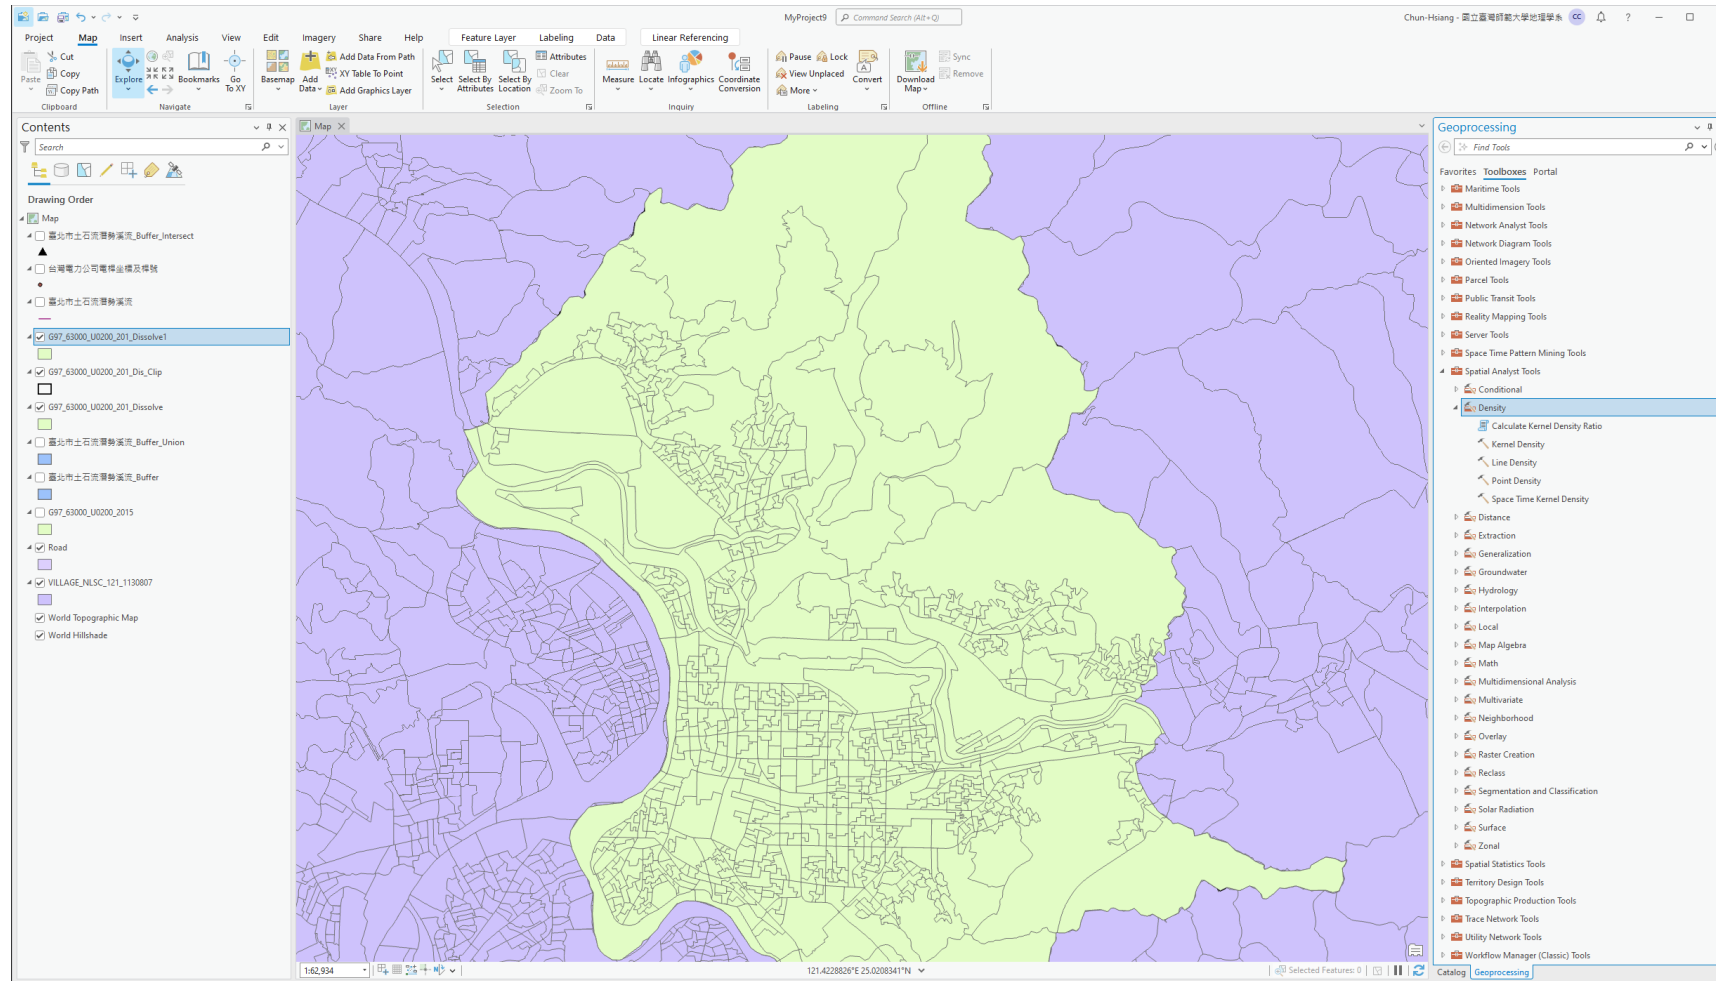 MyProject9
Command Search (Alt+Q)
Chun-Hsiang - 國立臺灣師範大學地理學系
CC
?
Project Map Insert Analysis View Edit Imagery Share Help Feature Layer Labeling Data Linear Referencing
Paste
Cut
Copy
Copy Path
Clipboard
Explore
Bookmarks
Go To XY
Navigate
Basemap
Add Data
Add Data From Path
XY Table To Point
Add Graphics Layer
Layer
Select
Select By Attributes
Select By Location
Attributes
Clear
Zoom To
Selection
Measure
Locate
Infographics
Coordinate Conversion
Inquiry
Pause
Lock
View Unplaced
More
Convert
Labeling
Download Map
Sync
Remove
Offline
Contents
Search
Drawing Order
Map
臺北市土石流潛勢溪流_Buffer_Intersect
台灣電力公司電桿坐標及桿號
臺北市土石流潛勢溪流
G97_63000_U0200_201_Dissolve1
G97_63000_U0200_201_Dis_Clip
G97_63000_U0200_201_Dissolve
臺北市土石流潛勢溪流_Buffer_Union
臺北市土石流潛勢溪流_Buffer
G97_63000_U0200_2015
Road
VILLAGE_NLSC_121_1130807
World Topographic Map
World Hillshade
Map
1:62,934
121.4228826°E 25.0208341°N
Selected Features: 0
Geoprocessing
Find Tools
Favorites Toolboxes Portal
Maritime Tools
Multidimension Tools
Network Analyst Tools
Network Diagram Tools
Oriented Imagery Tools
Parcel Tools
Public Transit Tools
Reality Mapping Tools
Server Tools
Space Time Pattern Mining Tools
Spatial Analyst Tools
Conditional
Density
Calculate Kernel Density Ratio
Kernel Density
Line Density
Point Density
Space Time Kernel Density
Distance
Extraction
Generalization
Groundwater
Hydrology
Interpolation
Local
Map Algebra
Math
Multidimensional Analysis
Multivariate
Neighborhood
Overlay
Raster Creation
Reclass
Segmentation and Classification
Solar Radiation
Surface
Zonal
Spatial Statistics Tools
Territory Design Tools
Topographic Production Tools
Trace Network Tools
Utility Network Tools
Workflow Manager (Classic) Tools
Catalog Geoprocessing